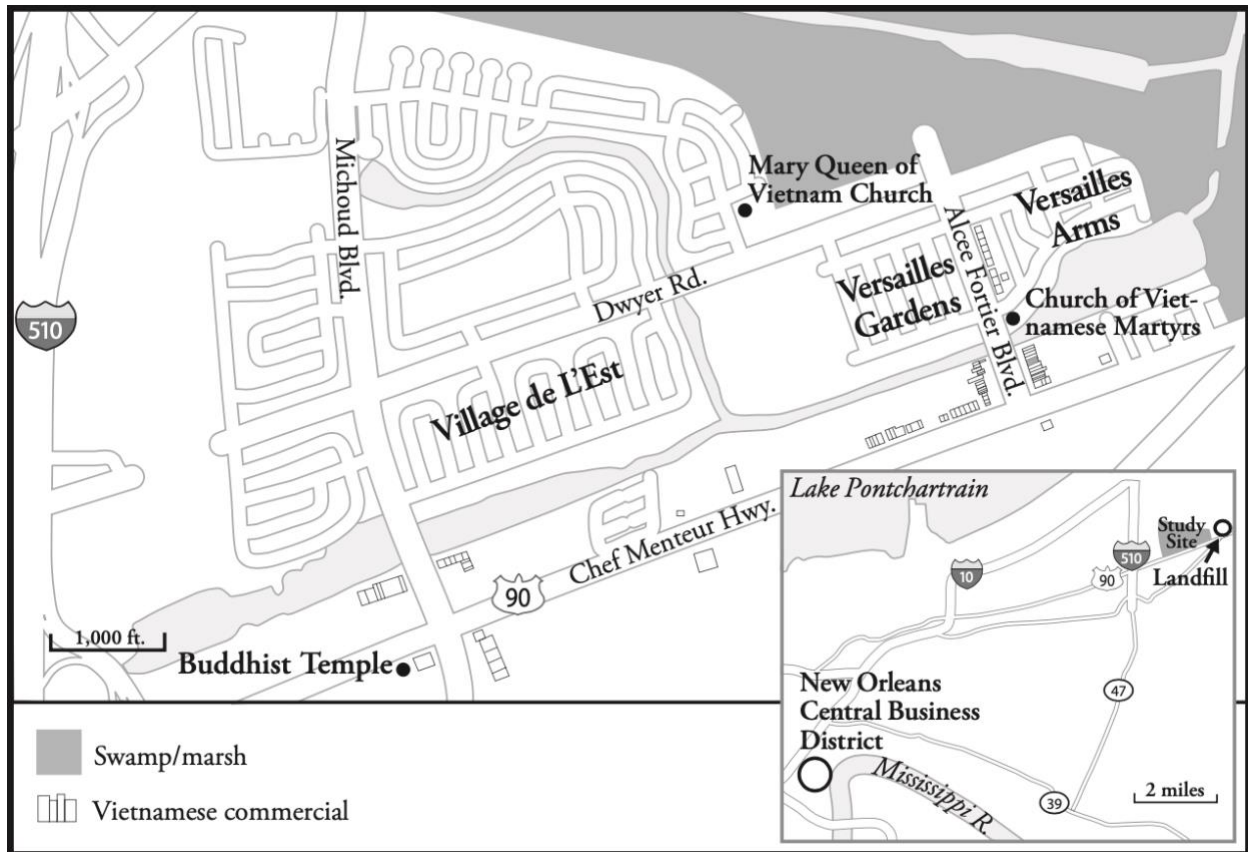 Michoud Blvd.
Mary Queen of
Vietnam Church
Versailles
Arms
Alcee Fortier Blvd.
Versailles
Gardens
Dwyer Rd.
Church of Viet-
namese Martyrs
510
Village de L'Est
Chef Menteur Hwy.
90
1,000 ft.
Buddhist Temple
Swamp/marsh
Vietnamese commercial
Lake Pontchartrain
Study
Site
510
10
90
Landfill
New Orleans
Central Business
District
47
Mississippi R.
2 miles
39